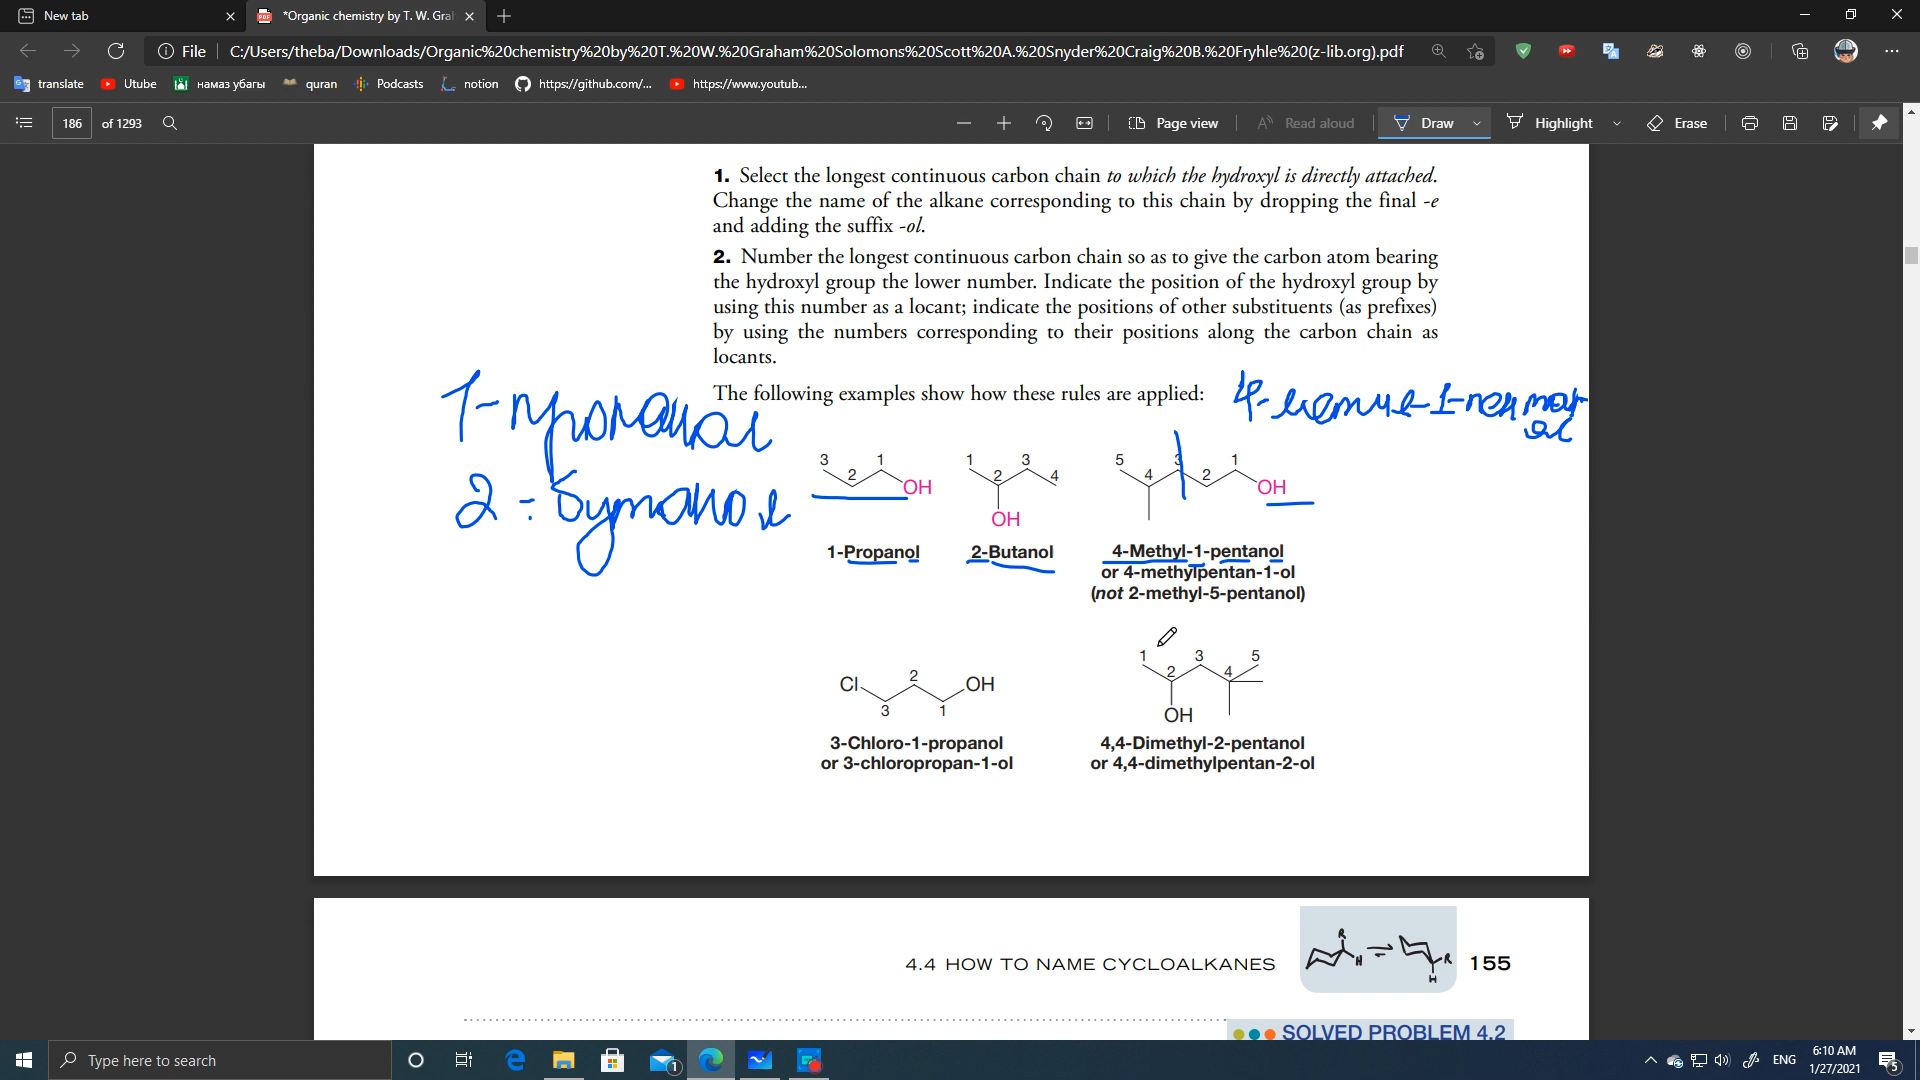 New tab
*Organic chemistry by T. W. Gra
File
C:/Users/theba/Downloads/Organic%20chemistry%20by%20T.%20W.%20Graham%20Solomons%20Scott%20A.%20Snyder%20Craig%20B.%20Fryhle%20(z-lib.org).pdf
translate Utube намаз убагы quran Podcasts notion https://github.com/... https://www.youtub...
186 of 1293 Page view Read aloud Draw Highlight Erase
1. Select the longest continuous carbon chain to which the hydroxyl is directly attached.
Change the name of the alkane corresponding to this chain by dropping the final -e
and adding the suffix -ol.
2. Number the longest continuous carbon chain so as to give the carbon atom bearing
the hydroxyl group the lower number. Indicate the position of the hydroxyl group by
using this number as a locant; indicate the positions of other substituents (as prefixes)
by using the numbers corresponding to their positions along the carbon chain as
locants.
The following examples show how these rules are applied:
4-метил-1-пентан
ол
1-пропанол
2-бутанол
3 2 1 OH
1 2 3 4 OH
5 4 3 2 1 OH
1-Propanol
2-Butanol
4-Methyl-1-pentanol
or 4-methylpentan-1-ol
(not 2-methyl-5-pentanol)
Cl 3 2 1 OH
1 2 3 4 5 OH
3-Chloro-1-propanol
or 3-chloropropan-1-ol
4,4-Dimethyl-2-pentanol
or 4,4-dimethylpentan-2-ol
4.4 HOW TO NAME CYCLOALKANES
R H R H
155
SOLVED PROBLEM 4.2
Type here to search
1
ENG
6:10 AM
1/27/2021
5